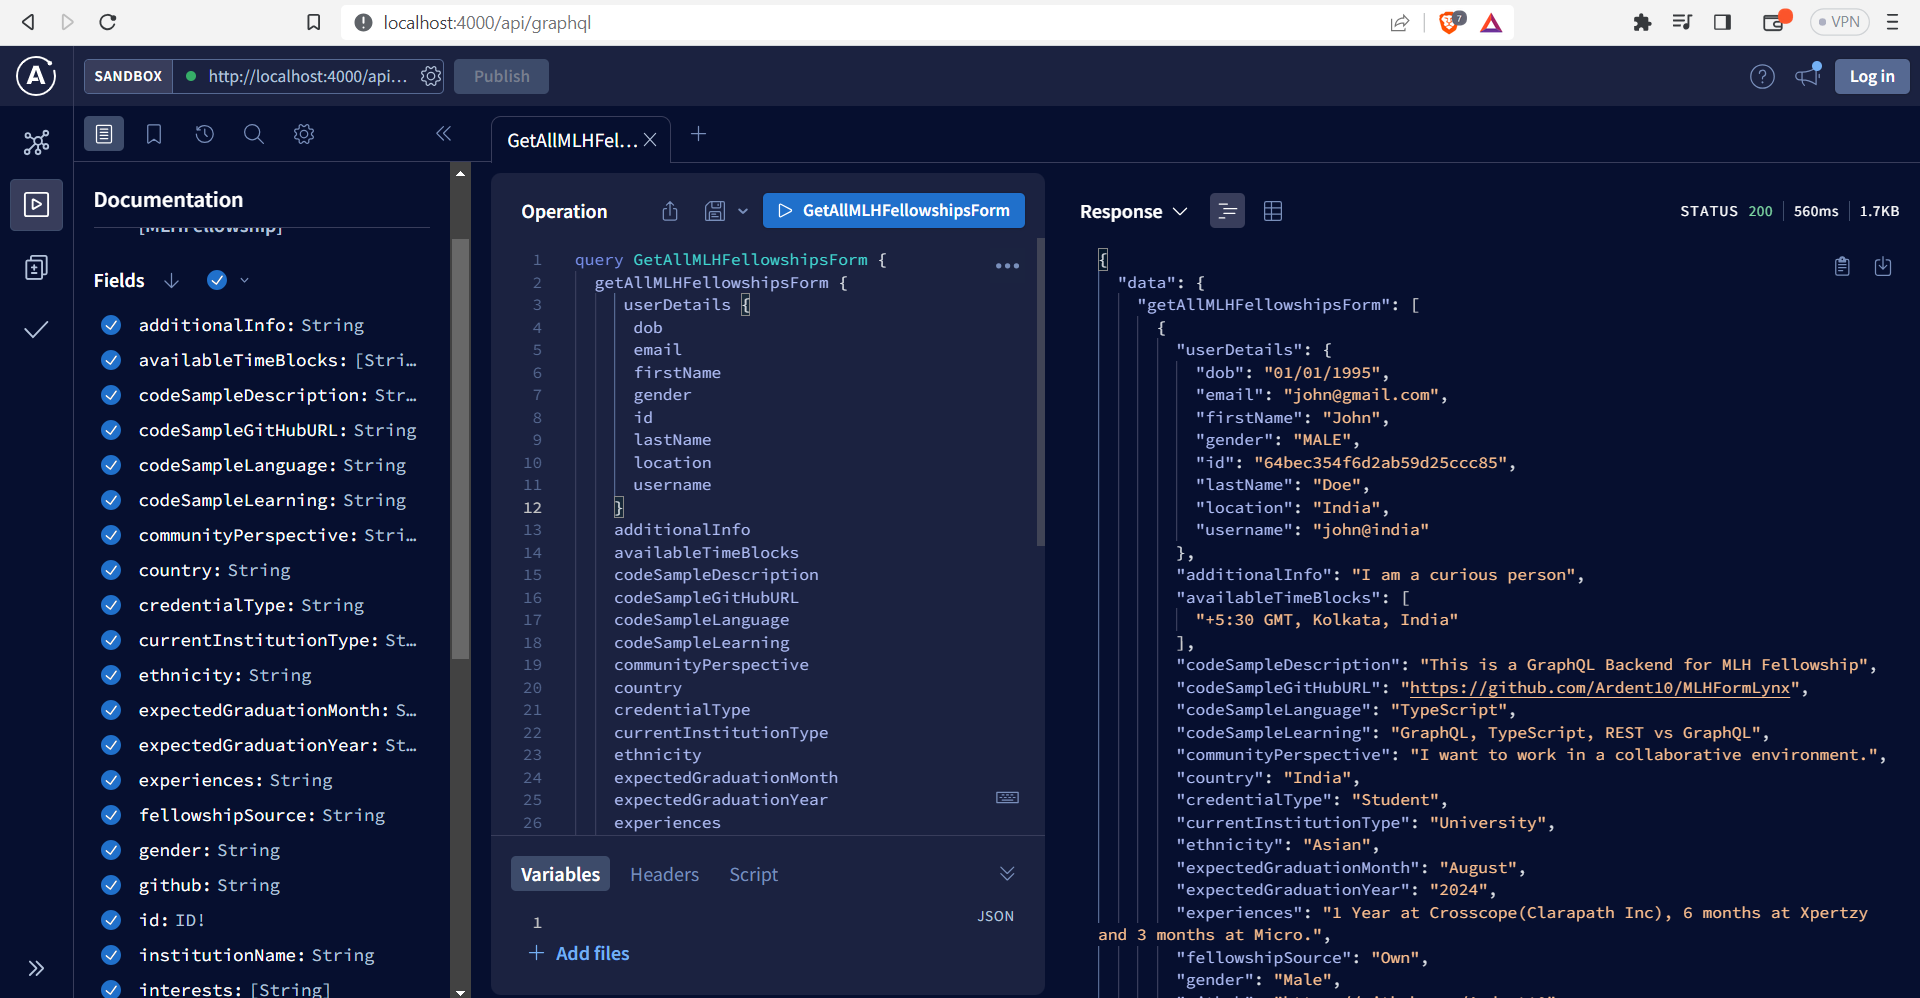 localhost:4000/api/graphql
7
VPN
SANDBOX
http://localhost:4000/api...
Publish
Log in
GetAllMLHFel...
Documentation
[MLHFellowship]
Fields
additionalInfo: String
availableTimeBlocks: [Stri...
codeSampleDescription: Str...
codeSampleGitHubURL: String
codeSampleLanguage: String
codeSampleLearning: String
communityPerspective: Stri...
country: String
credentialType: String
currentInstitutionType: St...
ethnicity: String
expectedGraduationMonth: S...
expectedGraduationYear: St...
experiences: String
fellowshipSource: String
gender: String
github: String
id: ID!
institutionName: String
interests: [String]
Operation
GetAllMLHFellowshipsForm
1 query GetAllMLHFellowshipsForm {
2 getAllMLHFellowshipsForm {
3 userDetails {
4 dob
5 email
6 firstName
7 gender
8 id
9 lastName
10 location
11 username
12 }
13 additionalInfo
14 availableTimeBlocks
15 codeSampleDescription
16 codeSampleGitHubURL
17 codeSampleLanguage
18 codeSampleLearning
19 communityPerspective
20 country
21 credentialType
22 currentInstitutionType
23 ethnicity
24 expectedGraduationMonth
25 expectedGraduationYear
26 experiences
Variables
Headers
Script
JSON
1
+ Add files
Response
STATUS 200
560ms
1.7KB
{
"data": {
"getAllMLHFellowshipsForm": [
{
"userDetails": {
"dob": "01/01/1995",
"email": "john@gmail.com",
"firstName": "John",
"gender": "MALE",
"id": "64bec354f6d2ab59d25ccc85",
"lastName": "Doe",
"location": "India",
"username": "john@india"
},
"additionalInfo": "I am a curious person",
"availableTimeBlocks": [
"+5:30 GMT, Kolkata, India"
],
"codeSampleDescription": "This is a GraphQL Backend for MLH Fellowship",
"codeSampleGitHubURL": "https://github.com/Ardent10/MLHFormLynx",
"codeSampleLanguage": "TypeScript",
"codeSampleLearning": "GraphQL, TypeScript, REST vs GraphQL",
"communityPerspective": "I want to work in a collaborative environment.",
"country": "India",
"credentialType": "Student",
"currentInstitutionType": "University",
"ethnicity": "Asian",
"expectedGraduationMonth": "August",
"expectedGraduationYear": "2024",
"experiences": "1 Year at Crosscope(Clarapath Inc), 6 months at Xpertzy
and 3 months at Micro.",
"fellowshipSource": "Own",
"gender": "Male",